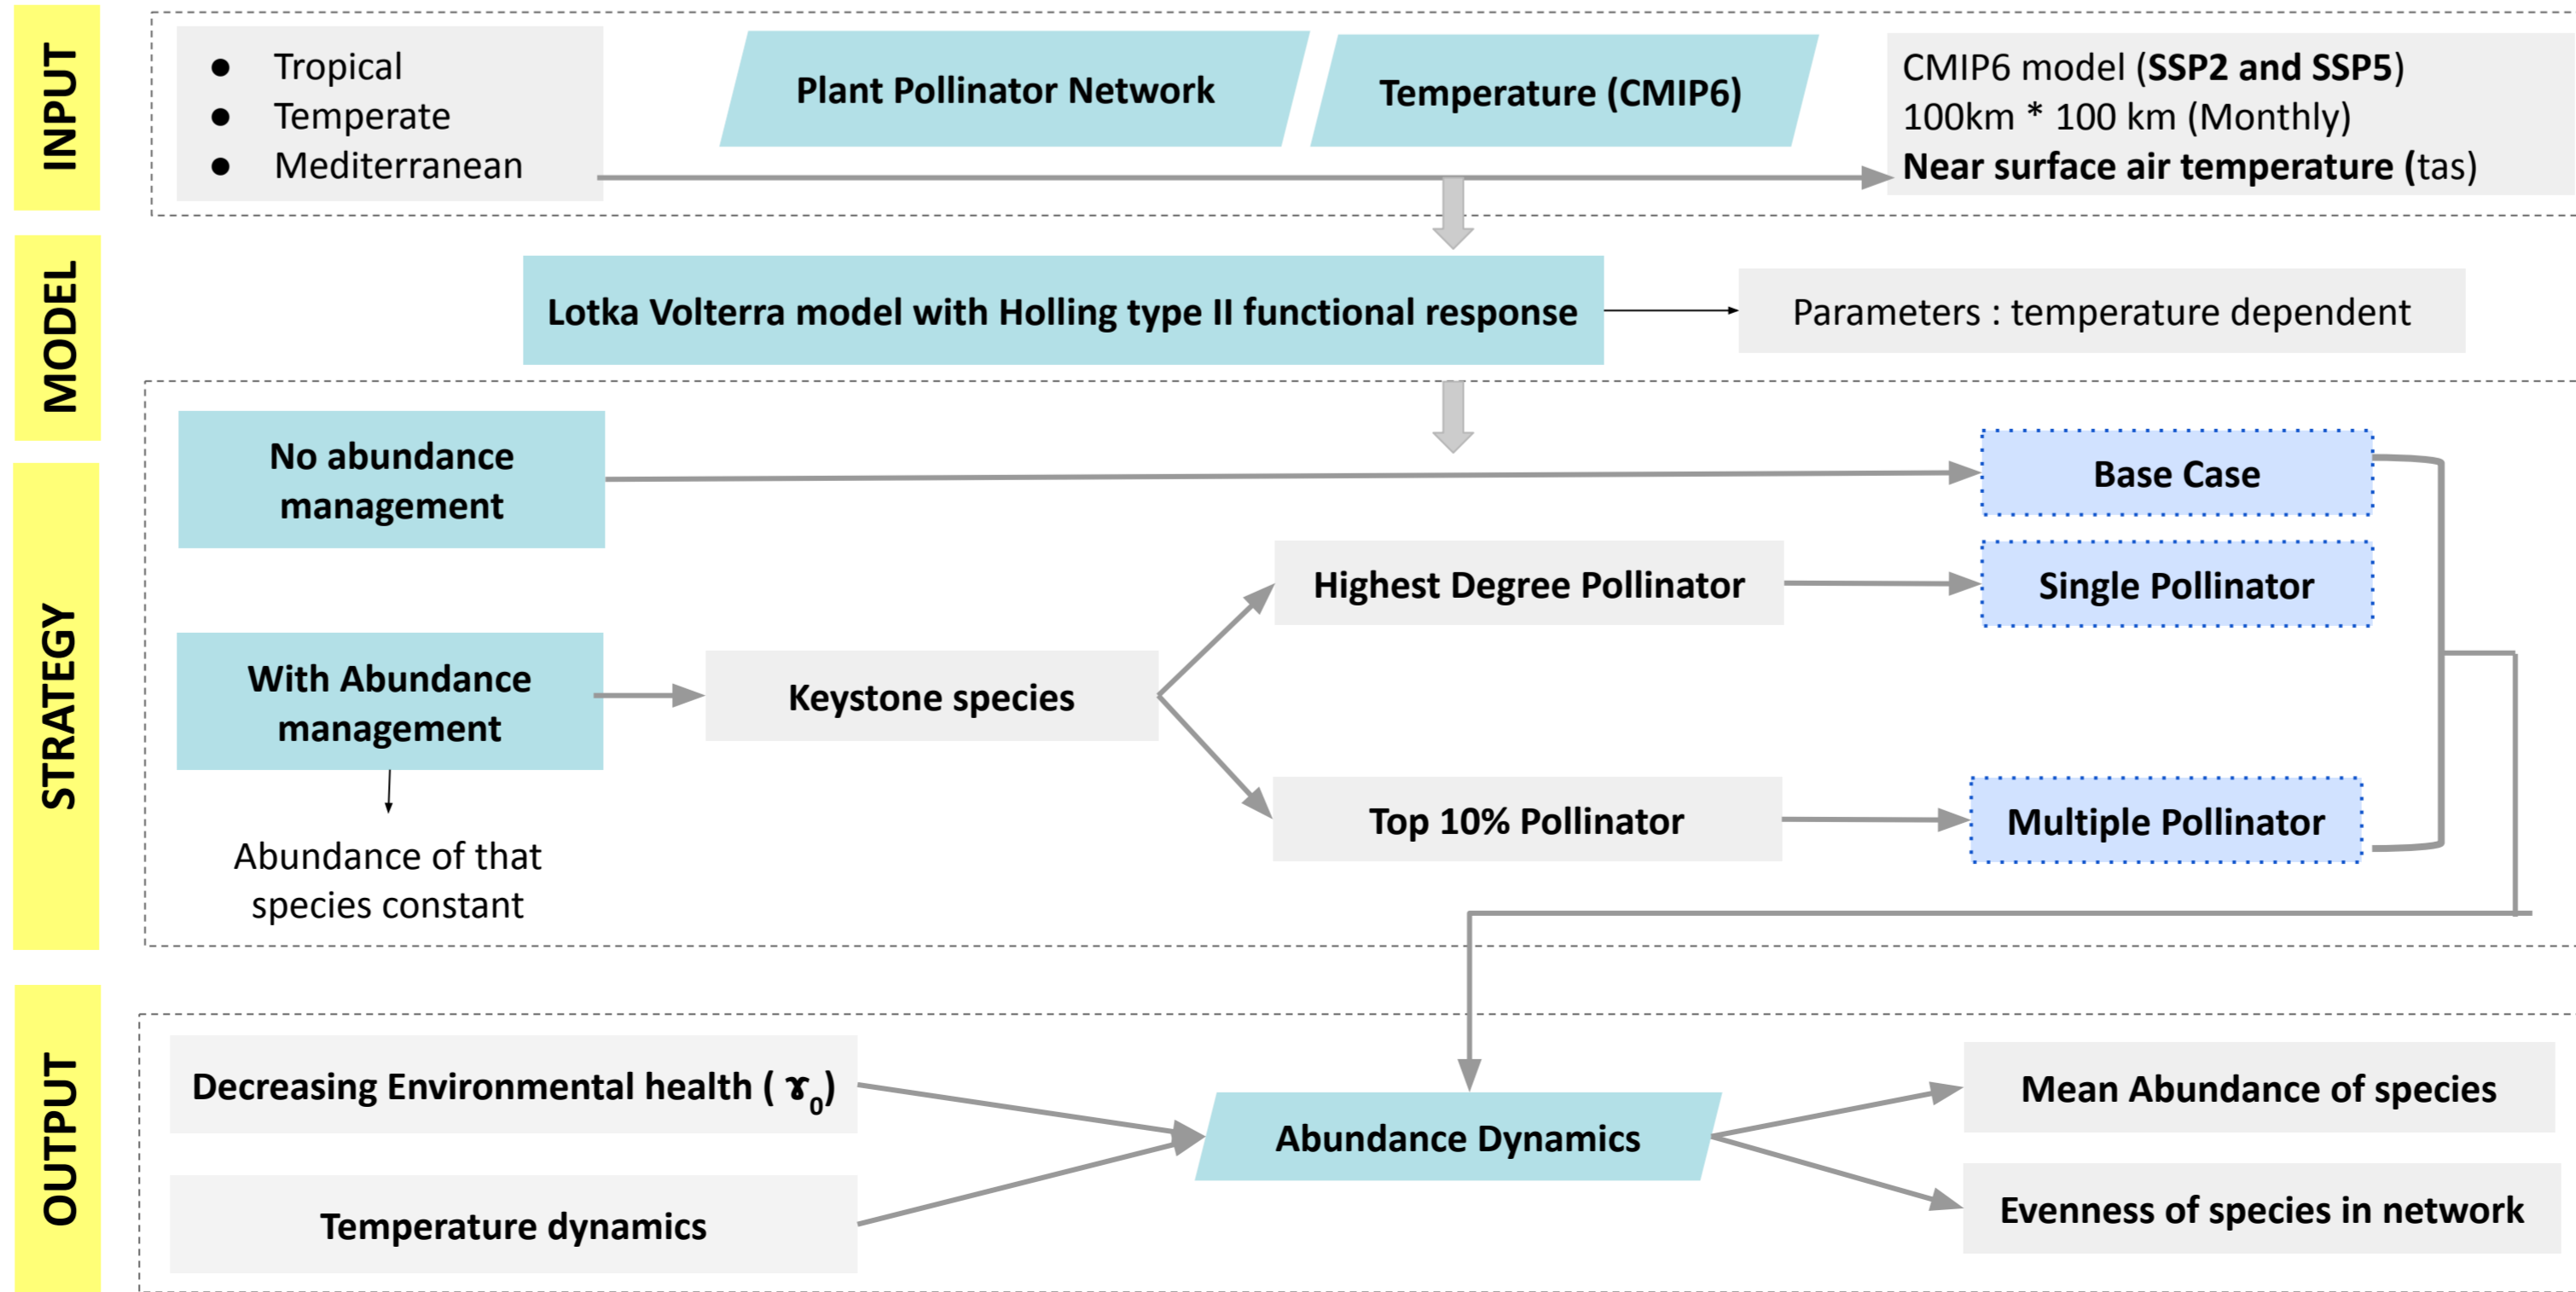 INPUT
● Tropical
● Temperate
● Mediterranean
Plant Pollinator Network
Temperature (CMIP6)
CMIP6 model (SSP2 and SSP5)
100km * 100 km (Monthly)
Near surface air temperature (tas)
MODEL
Lotka Volterra model with Holling type II functional response
Parameters : temperature dependent
STRATEGY
No abundance
management
Base Case
Highest Degree Pollinator
Single Pollinator
With Abundance
management
Keystone species
Top 10% Pollinator
Multiple Pollinator
Abundance of that
species constant
OUTPUT
Decreasing Environmental health ( ɤ₀)
Temperature dynamics
Abundance Dynamics
Mean Abundance of species
Evenness of species in network